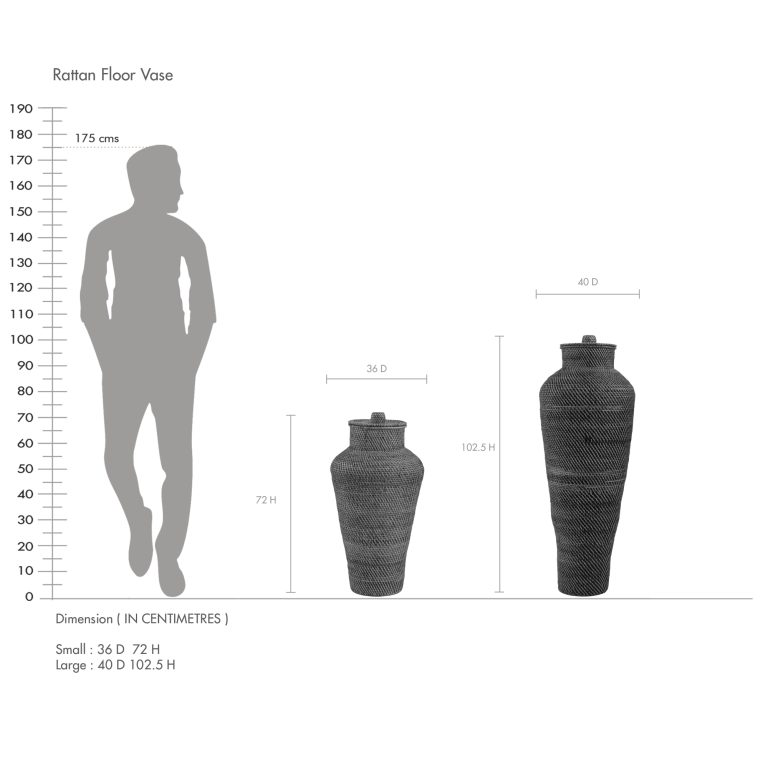 Rattan Floor Vase
190
180
175 cms
170
160
150
140
130
120
110
100
90
80
70
60
50
40
30
20
10
0
40 D
36 D
102.5 H
72 H
Dimension ( IN CENTIMETRES )
Small : 36 D 72 H
Large : 40 D 102.5 H